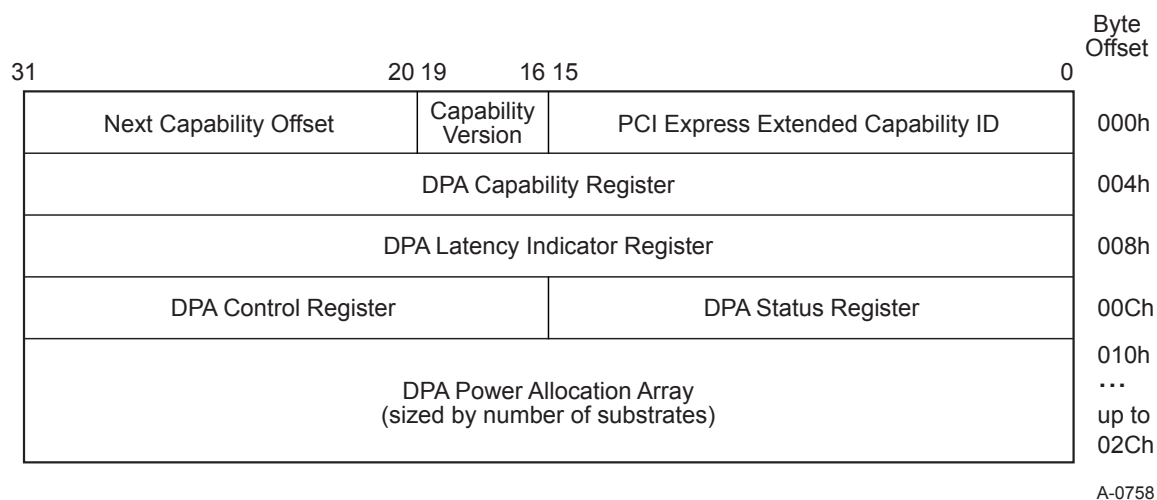 Byte
Offset
31 20 19 16 15 0
Next Capability Offset Capability Version PCI Express Extended Capability ID 000h
DPA Capability Register 004h
DPA Latency Indicator Register 008h
DPA Control Register DPA Status Register 00Ch
DPA Power Allocation Array
(sized by number of substrates)
010h
...
up to
02Ch
A-0758